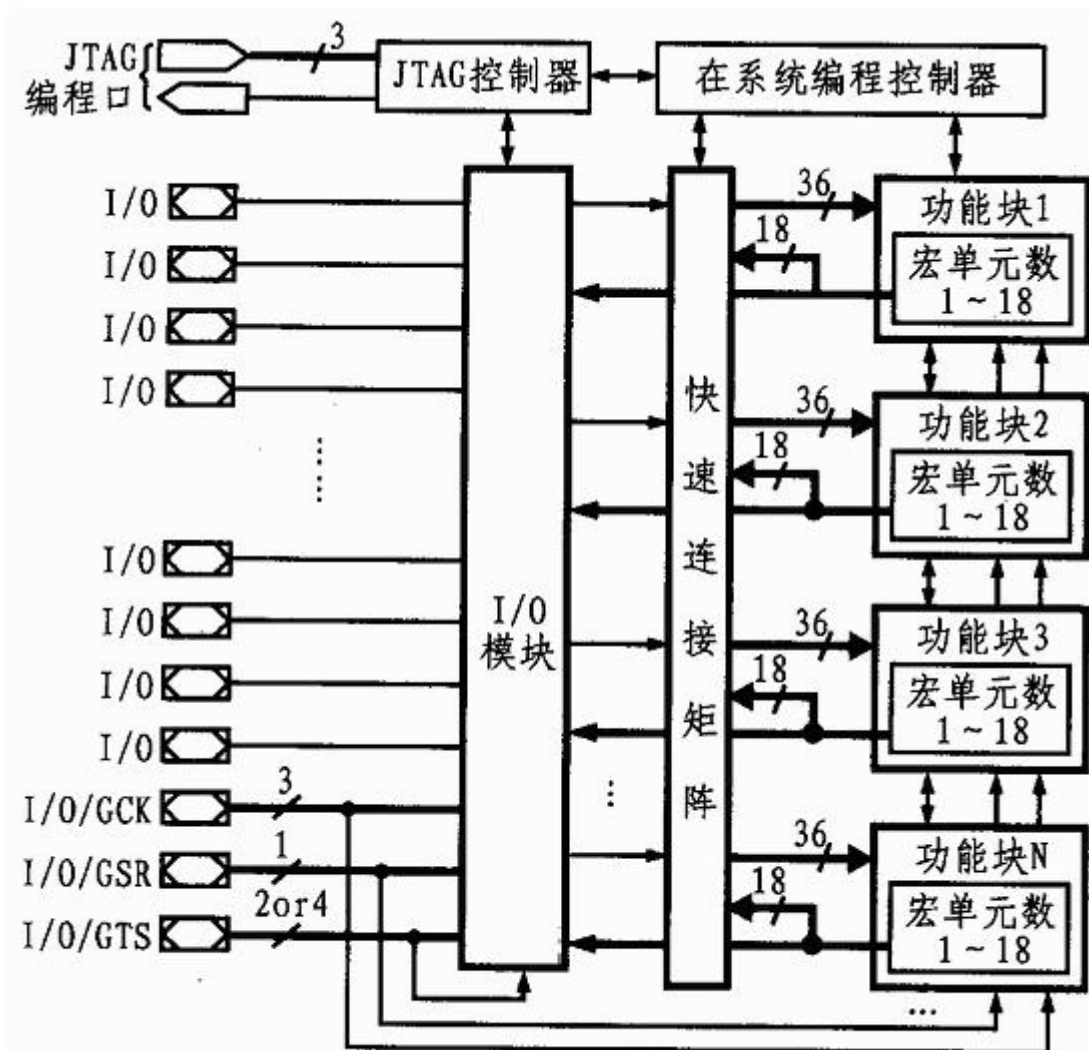 JTAG
编程口
3
JTAG控制器
在系统编程控制器
I/O
I/O
I/O
I/O
I/O
I/O
I/O
I/O
I/O/GCK
3
I/O/GSR
1
I/O/GTS
2or4
I/O
模块
快速连接矩阵
36
18
功能块1
宏单元数
1~18
36
18
功能块2
宏单元数
1~18
36
18
功能块3
宏单元数
1~18
36
18
功能块N
宏单元数
1~18